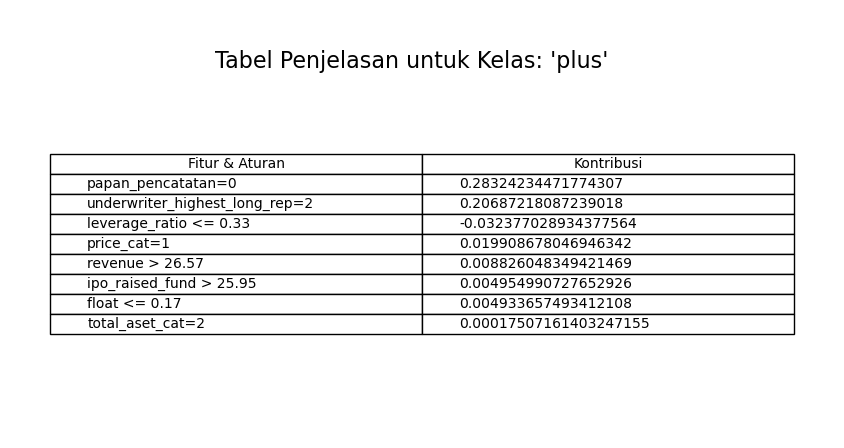 Tabel Penjelasan untuk Kelas: 'plus'
Fitur & Aturan Kontribusi
papan_pencatatan=0 0.28324234471774307
underwriter_highest_long_rep=2 0.20687218087239018
leverage_ratio <= 0.33 -0.032377028934377564
price_cat=1 0.019908678046946342
revenue > 26.57 0.008826048349421469
ipo_raised_fund > 25.95 0.004954990727652926
float <= 0.17 0.004933657493412108
total_aset_cat=2 0.00017507161403247155